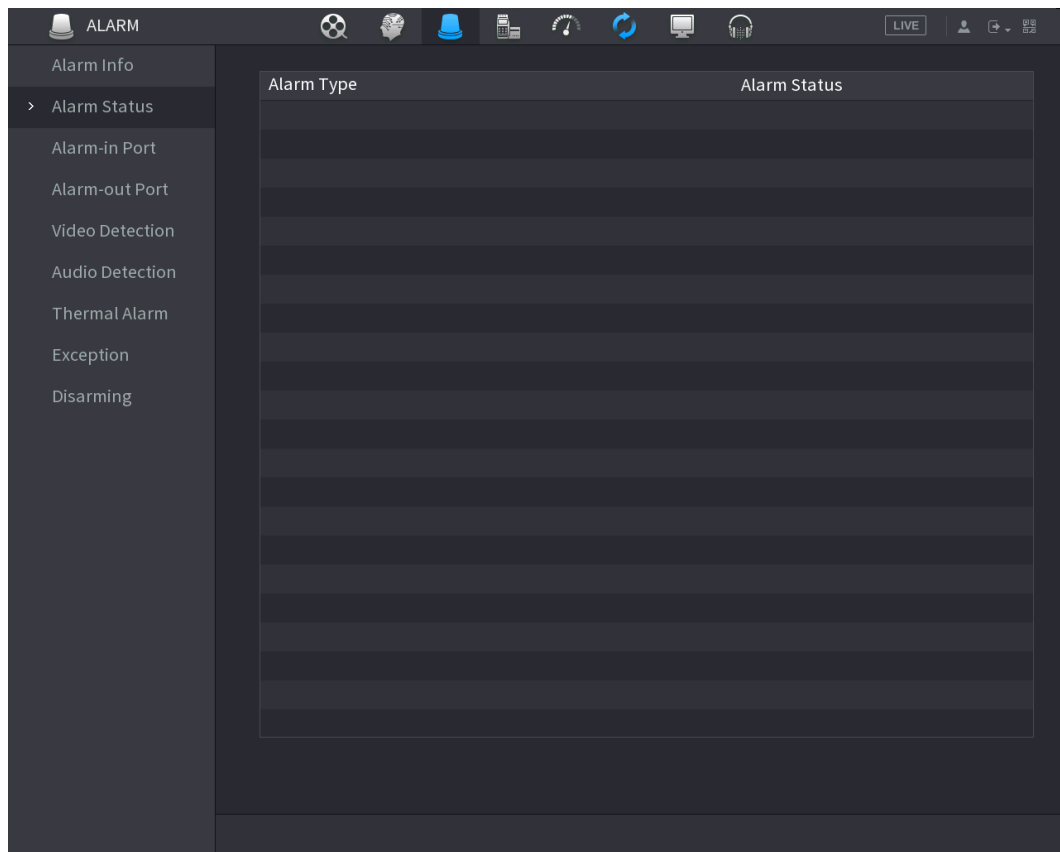 ALARM
LIVE
Alarm Info
Alarm Status
Alarm-in Port
Alarm-out Port
Video Detection
Audio Detection
Thermal Alarm
Exception
Disarming
Alarm Type Alarm Status